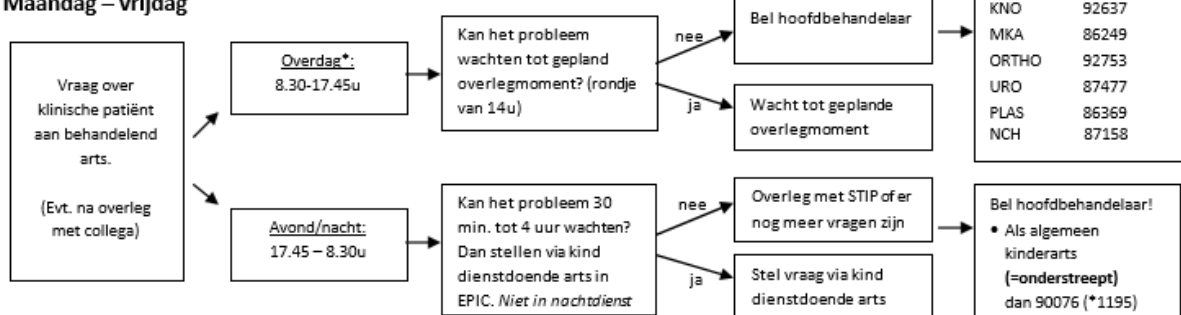 Maandag – vrijdag
Vraag over
klinische patiënt
aan behandelend
arts.
(Evt. na overleg
met collega)
Overdag*:
8.30-17.45u
Kan het probleem
wachten tot gepland
overlegmoment? (rondje
van 14u)
nee
ja
Bel hoofdbehandelaar
Wacht tot geplande
overlegmoment
KNO 92637
MKA 86249
ORTHO 92753
URO 87477
PLAS 86369
NCH 87158
Avond/nacht:
17.45 – 8.30u
Kan het probleem 30
min. tot 4 uur wachten?
Dan stellen via kind
dienstdoende arts in
EPIC. Niet in nachtdienst
nee
ja
Overleg met STIP of er
nog meer vragen zijn
Stel vraag via kind
dienstdoende arts
Bel hoofdbehandelaar!
• Als algemeen
kinderarts
(=onderstreept)
dan 90076 (*1195)